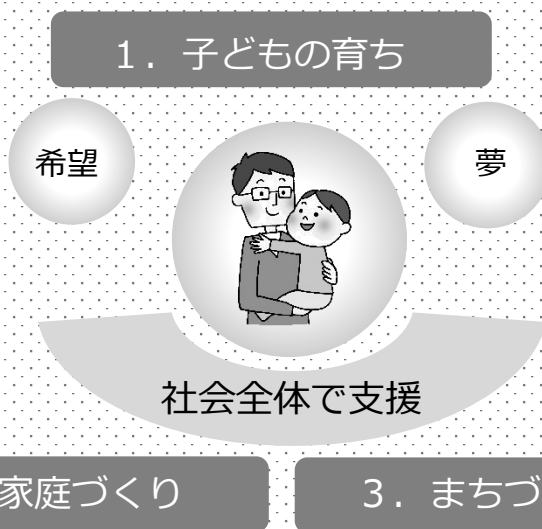 １．子どもの育ち
希望
夢
社会全体で支援
家庭づくり
３．まちづ